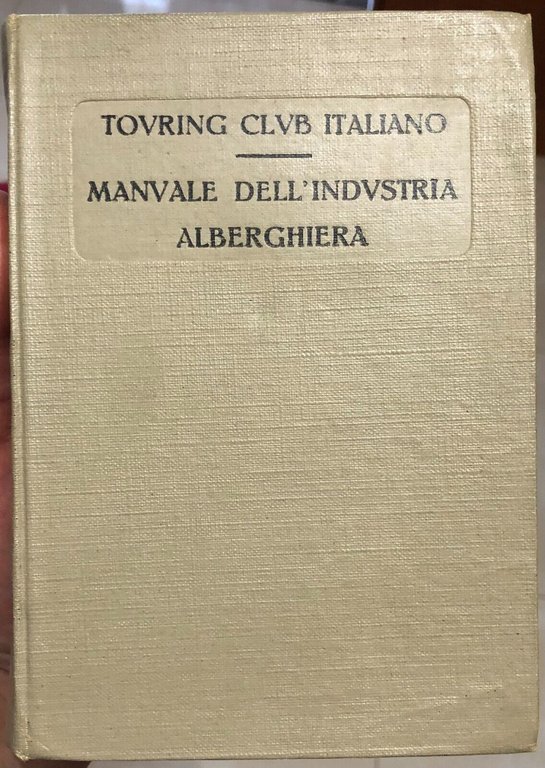 TOVRING CLVB ITALIANO
MANVALE DELL'INDVSTRIA
ALBERGHIERA